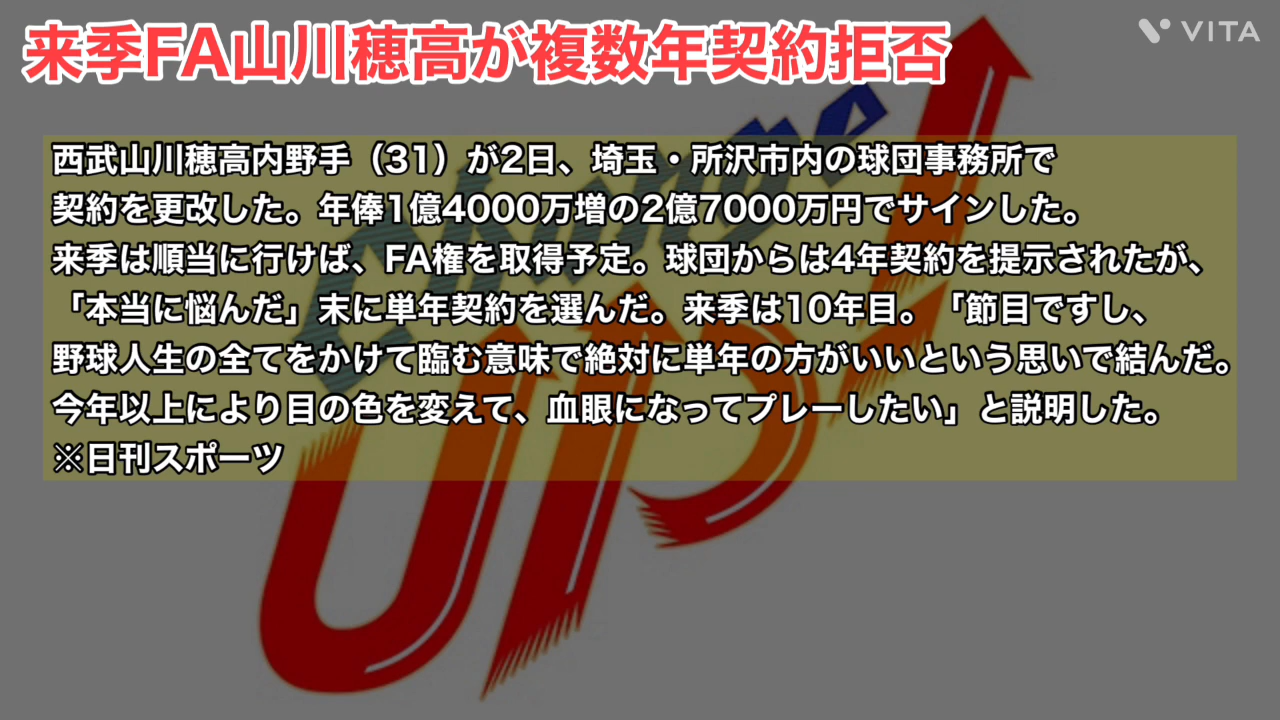 来季FA山川穂高が複数年契約拒否
VITA
西武山川穂高内野手（31）が2日、埼玉・所沢市内の球団事務所で
契約を更改した。年俸1億4000万増の2億7000万円でサインした。
来季は順当に行けば、FA権を取得予定。球団からは4年契約を提示されたが、
「本当に悩んだ」末に単年契約を選んだ。来季は10年目。「節目ですし、
野球人生の全てをかけて臨む意味で絶対に単年の方がいいという思いで結んだ。
今年以上により目の色を変えて、血眼になってプレーしたい」と説明した。
※日刊スポーツ
Change
UP!